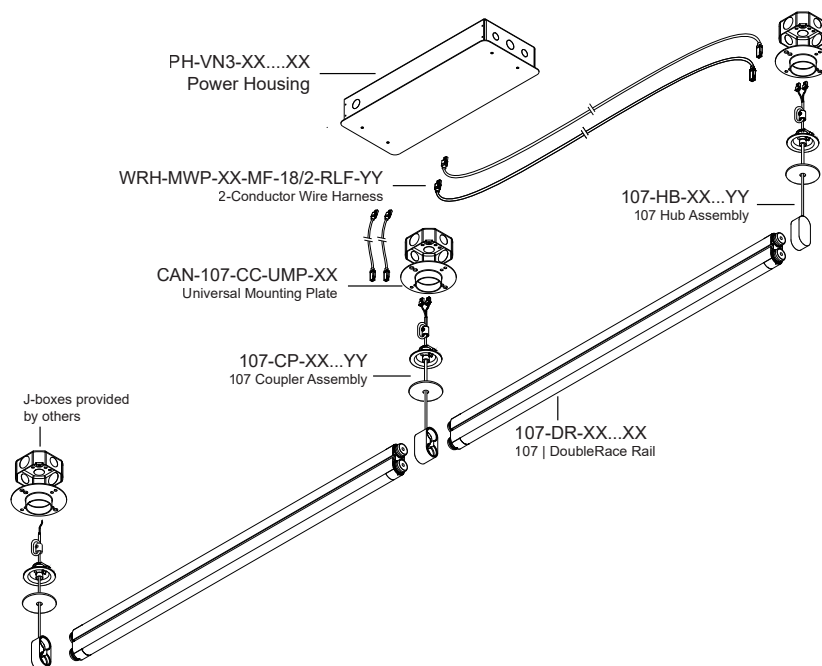 PH-VN3-XX....XX
Power Housing
WRH-MWP-XX-MF-18/2-RLF-YY
2-Conductor Wire Harness
107-HB-XX...YY
107 Hub Assembly
CAN-107-CC-UMP-XX
Universal Mounting Plate
107-CP-XX...YY
107 Coupler Assembly
J-boxes provided
by others
107-DR-XX...XX
107 | DoubleRace Rail